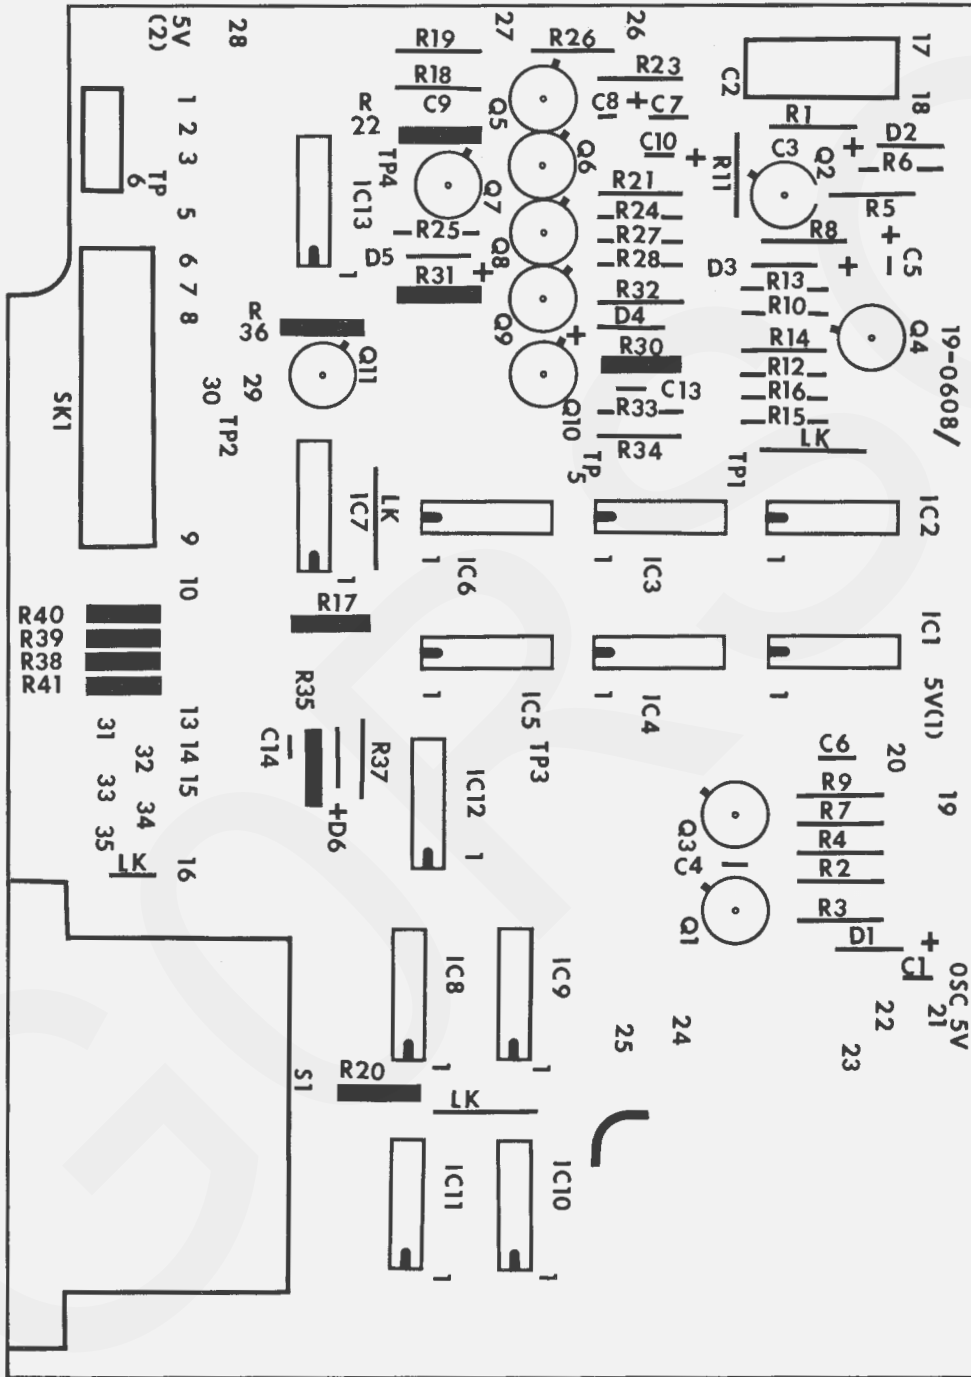 5V
(2)
28
R19
27
R26
26
17
R18
R23
C2
18
1
R
22
C9
Q5
C8 + C7
R1
2
C10
+
R11
C3
Q2
+
D2
3
TP4
Q6
R6
TP
6
IC13
Q7
R21
R5
5
R25
R24
R8
+
C5
6
D5
Q8
R27
D3
+
1
R31
+
R28
R13
7
R32
R10
8
R
36
Q9
D4
R14
Q4
19-0608/
Q11
+
R30
R12
29
30
C13
R16
SK1
TP2
Q10
R33
R15
R34
LK
TP
5
TP1
IC7
LK
IC2
9
1
IC6
1
IC3
1
10
1
R40
R17
R39
IC1
R38
R41
R35
1
IC5
1
IC4
1
5V(1)
13
31
C14
R37
TP3
C6
20
14
32
15
33
IC12
R9
19
34
+D6
R7
35
Q3
R4
LK
16
1
C4
R2
R3
Q1
D1
+
C1
OSC 5V
IC8
IC9
21
22
24
25
23
S1
R20
1
1
LK
IC11
IC10
1
1